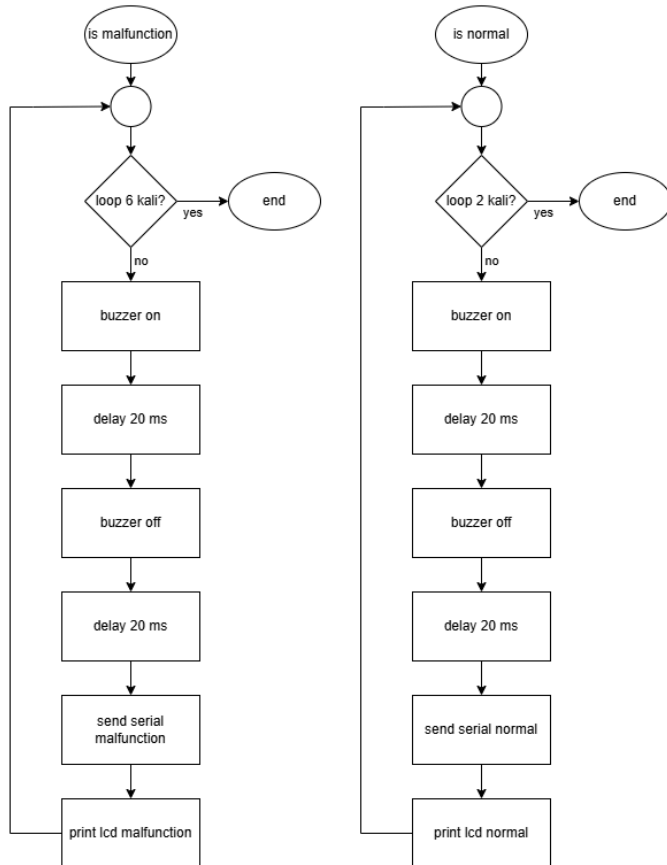 is malfunction
loop 6 kali?
yes
end
no
buzzer on
delay 20 ms
buzzer off
delay 20 ms
send serial
malfunction
print lcd malfunction
is normal
loop 2 kali?
yes
end
no
buzzer on
delay 20 ms
buzzer off
delay 20 ms
send serial normal
print lcd normal